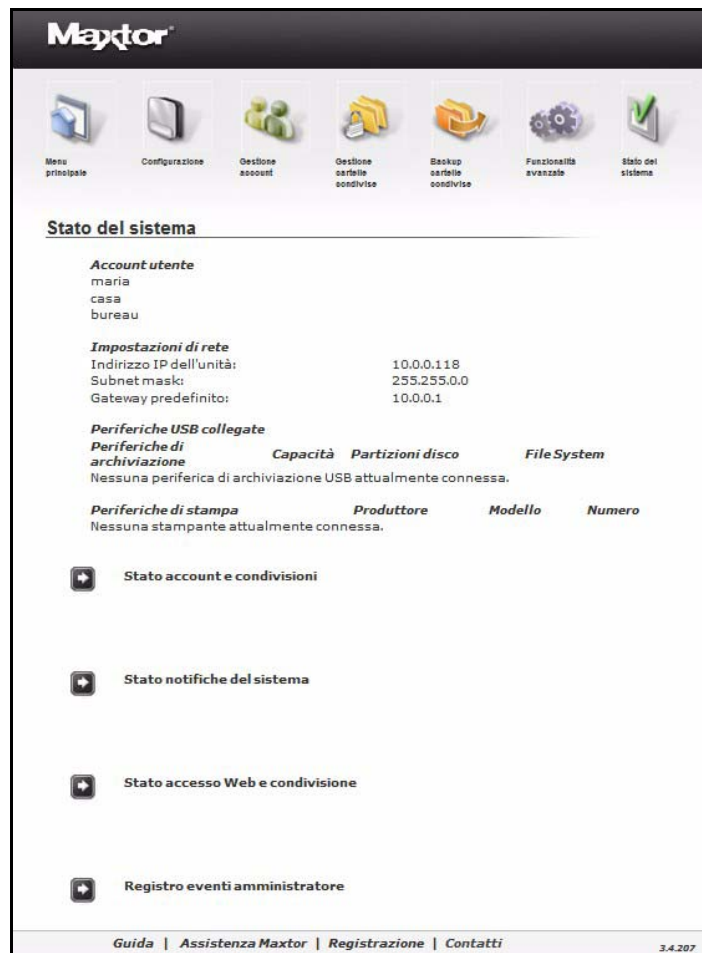 Maxtor
Menu principale
Configurazione
Gestione account
Gestione cartelle condivise
Backup cartelle condivise
Funzionalità avanzate
Stato del sistema
Stato del sistema
Account utente
maria
casa
bureau
Impostazioni di rete
Indirizzo IP dell'unità: 10.0.0.118
Subnet mask: 255.255.0.0
Gateway predefinito: 10.0.0.1
Periferiche USB collegate
Periferiche di archiviazione Capacità Partizioni disco File System
Nessuna periferica di archiviazione USB attualmente connessa.
Periferiche di stampa Produttore Modello Numero
Nessuna stampante attualmente connessa.
Stato account e condivisioni
Stato notifiche del sistema
Stato accesso Web e condivisione
Registro eventi amministratore
Guida | Assistenza Maxtor | Registrazione | Contatti
3.4.207